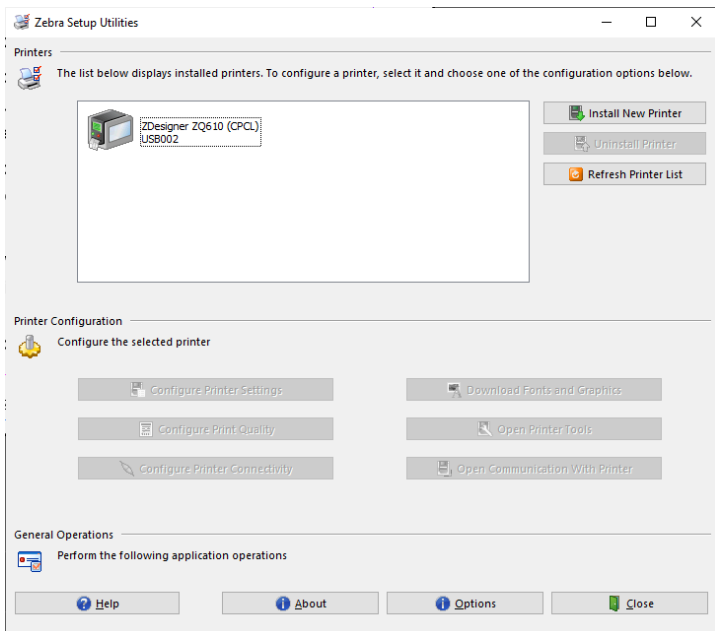 Zebra Setup Utilities
Printers
The list below displays installed printers. To configure a printer, select it and choose one of the configuration options below.
ZDesigner ZQ610 (CPCL)
USB002
Install New Printer
Uninstall Printer
Refresh Printer List
Printer Configuration
Configure the selected printer
Configure Printer Settings
Download Fonts and Graphics
Configure Print Quality
Open Printer Tools
Configure Printer Connectivity
Open Communication With Printer
General Operations
Perform the following application operations
Help
About
Options
Close